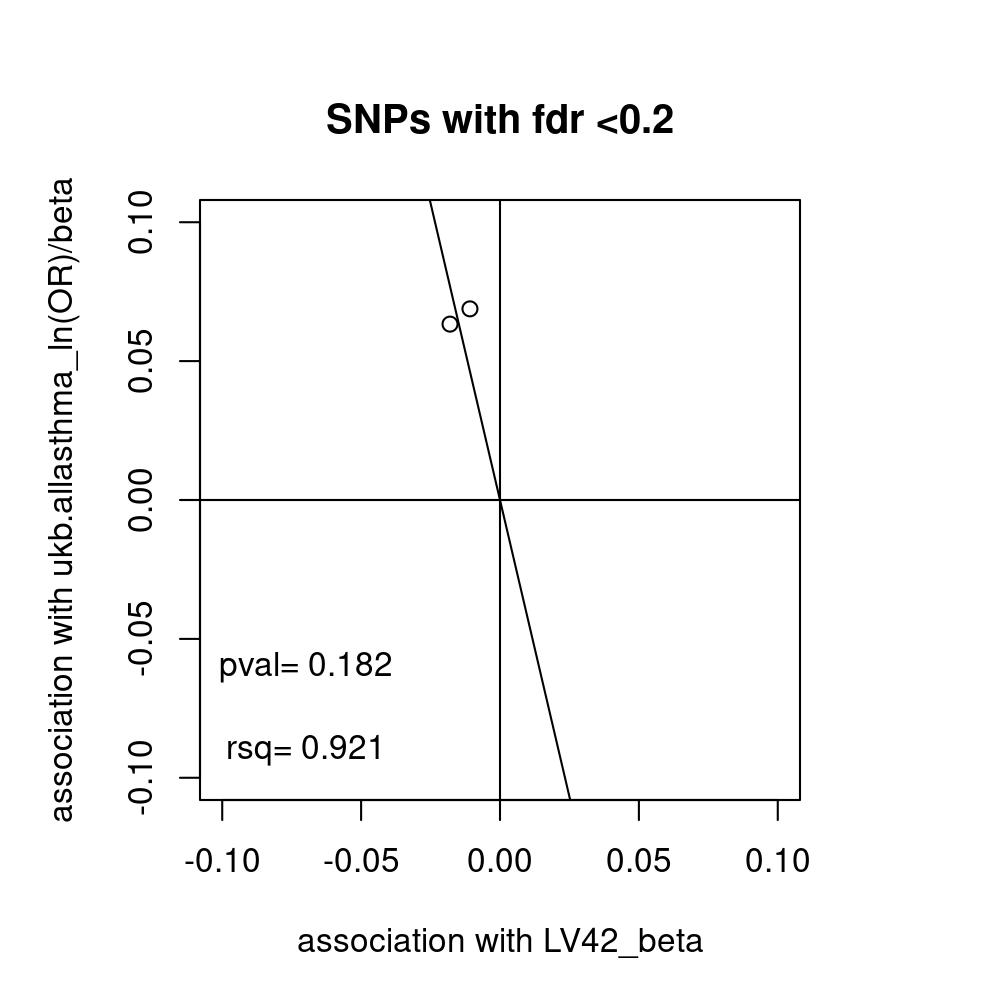 SNPs with fdr <0.2
association with ukb.allasthma_ln(OR)/beta
0.10
0.05
0.00
-0.05
-0.10
pval= 0.182
rsq= 0.921
-0.10 -0.05 0.00 0.05 0.10
association with LV42_beta